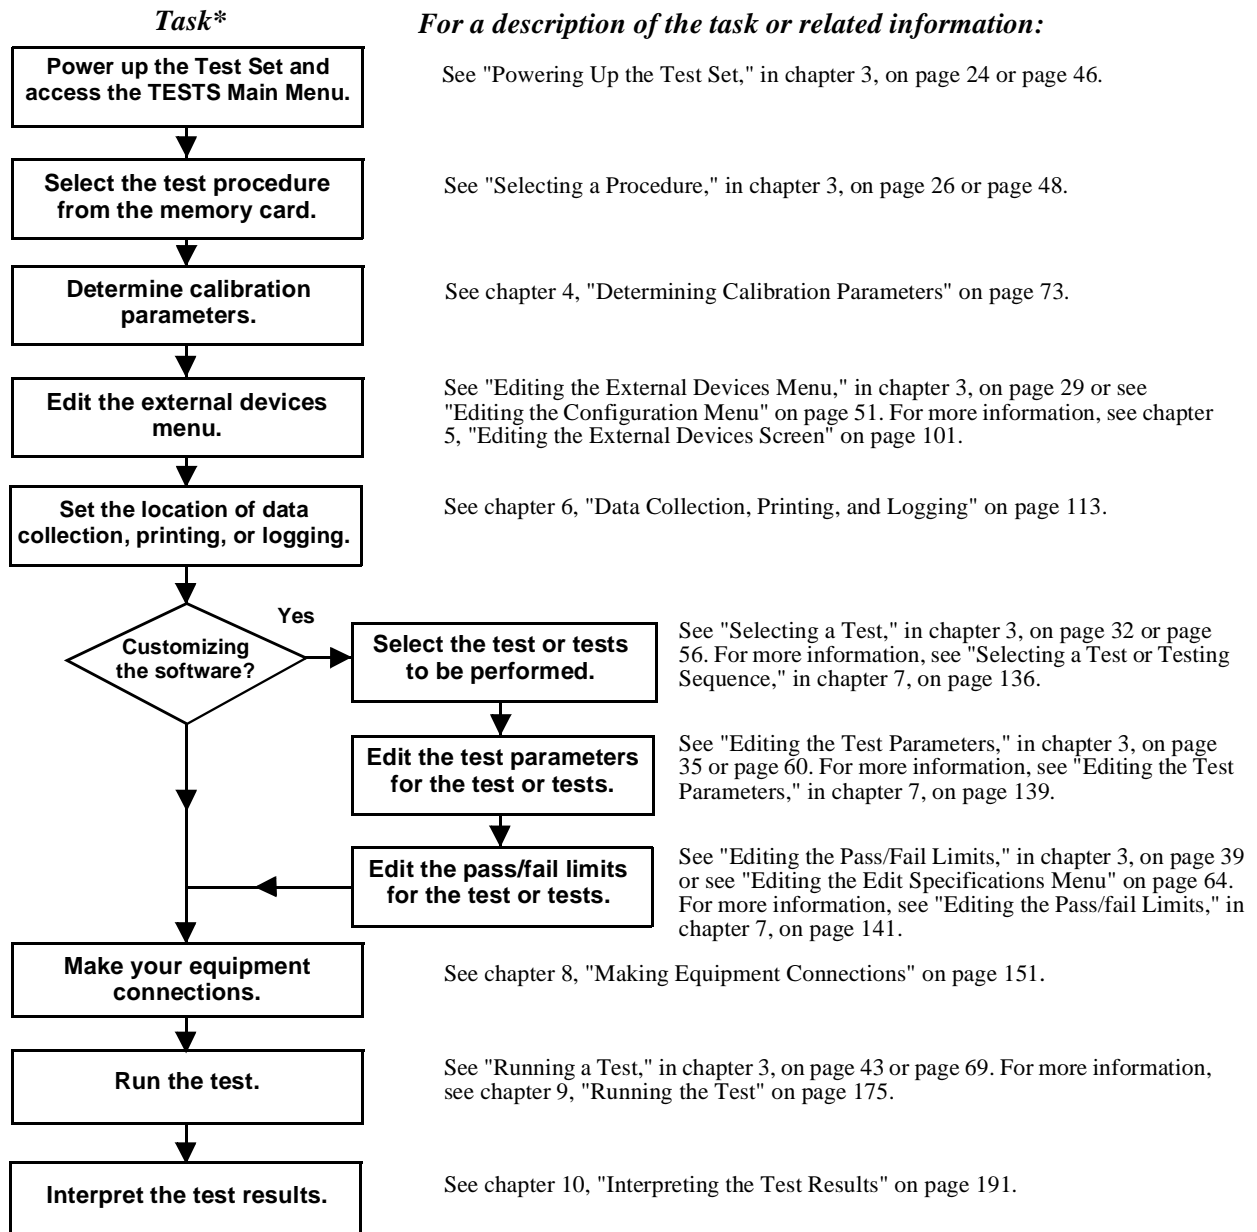 Task*
For a description of the task or related information:
Power up the Test Set and
access the TESTS Main Menu.
See "Powering Up the Test Set," in chapter 3, on page 24 or page 46.
Select the test procedure
from the memory card.
See "Selecting a Procedure," in chapter 3, on page 26 or page 48.
Determine calibration
parameters.
See chapter 4, "Determining Calibration Parameters" on page 73.
Edit the external devices
menu.
See "Editing the External Devices Menu," in chapter 3, on page 29 or see
"Editing the Configuration Menu" on page 51. For more information, see chapter
5, "Editing the External Devices Screen" on page 101.
Set the location of data
collection, printing, or logging.
See chapter 6, "Data Collection, Printing, and Logging" on page 113.
Customizing
the software?
Yes
Select the test or tests
to be performed.
See "Selecting a Test," in chapter 3, on page 32 or page
56. For more information, see "Selecting a Test or Testing
Sequence," in chapter 7, on page 136.
Edit the test parameters
for the test or tests.
See "Editing the Test Parameters," in chapter 3, on page
35 or page 60. For more information, see "Editing the Test
Parameters," in chapter 7, on page 139.
Edit the pass/fail limits
for the test or tests.
See "Editing the Pass/Fail Limits," in chapter 3, on page 39
or see "Editing the Edit Specifications Menu" on page 64.
For more information, see "Editing the Pass/fail Limits," in
chapter 7, on page 141.
Make your equipment
connections.
See chapter 8, "Making Equipment Connections" on page 151.
Run the test.
See "Running a Test," in chapter 3, on page 43 or page 69. For more information,
see chapter 9, "Running the Test" on page 175.
Interpret the test results.
See chapter 10, "Interpreting the Test Results" on page 191.